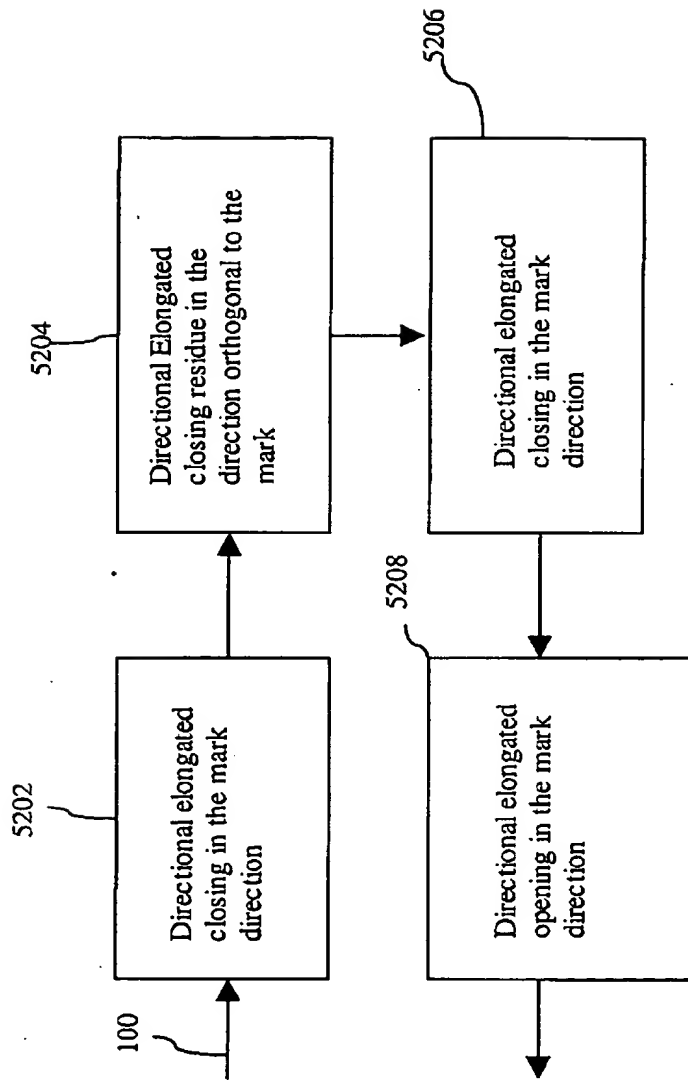 100
5202
Directional elongated
closing in the mark
direction
5204
Directional Elongated
closing residue in the
direction orthogonal to the
mark
5206
Directional elongated
closing in the mark
direction
5208
Directional elongated
opening in the mark
direction